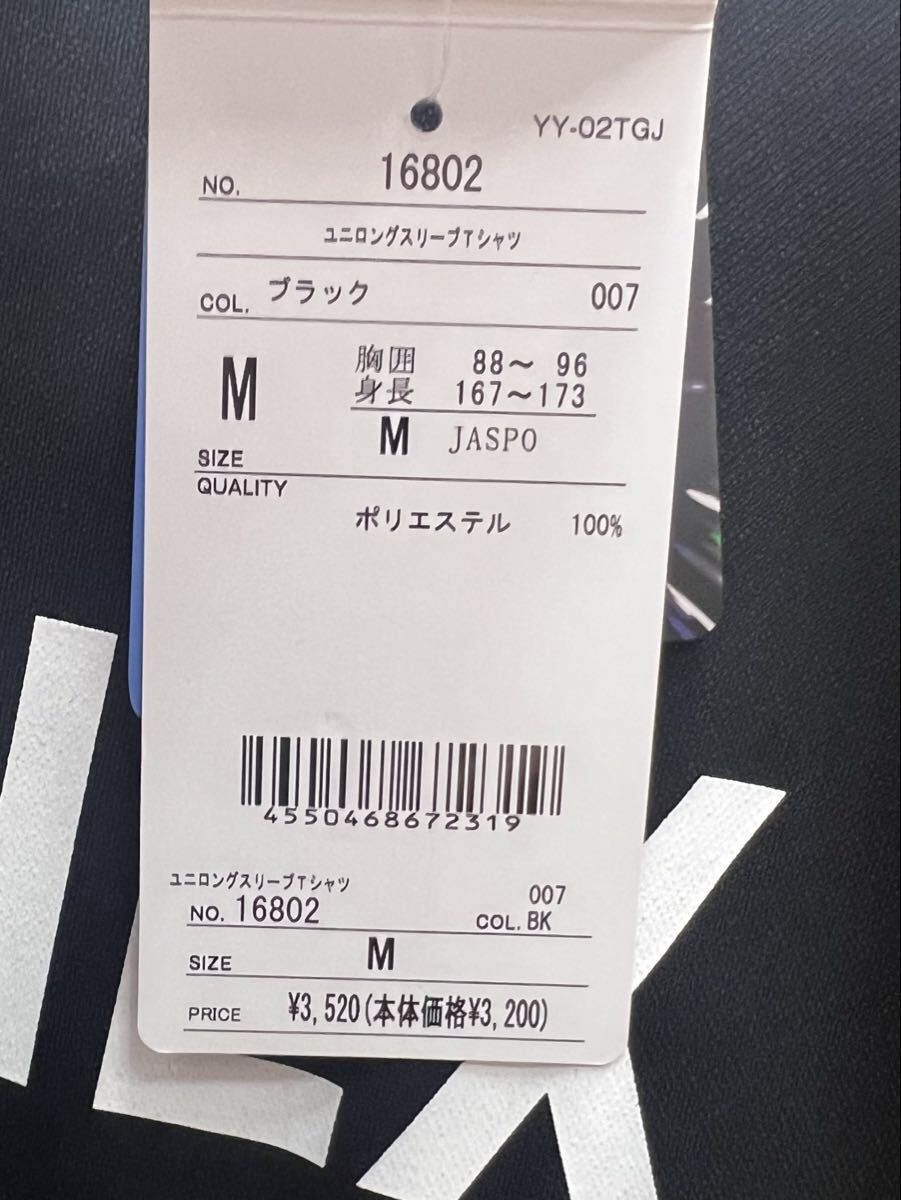 YY-02TGJ
NO. 16802
ユニロングスリーブTシャツ
COL. ブラック 007
M 胸囲 88〜 96
身長 167〜173
SIZE M JASPO
QUALITY
ポリエステル 100%
4550468672319
ユニロングスリーブTシャツ 007
NO. 16802 COL. BK
SIZE M
PRICE ¥3,520(本体価格¥3,200)